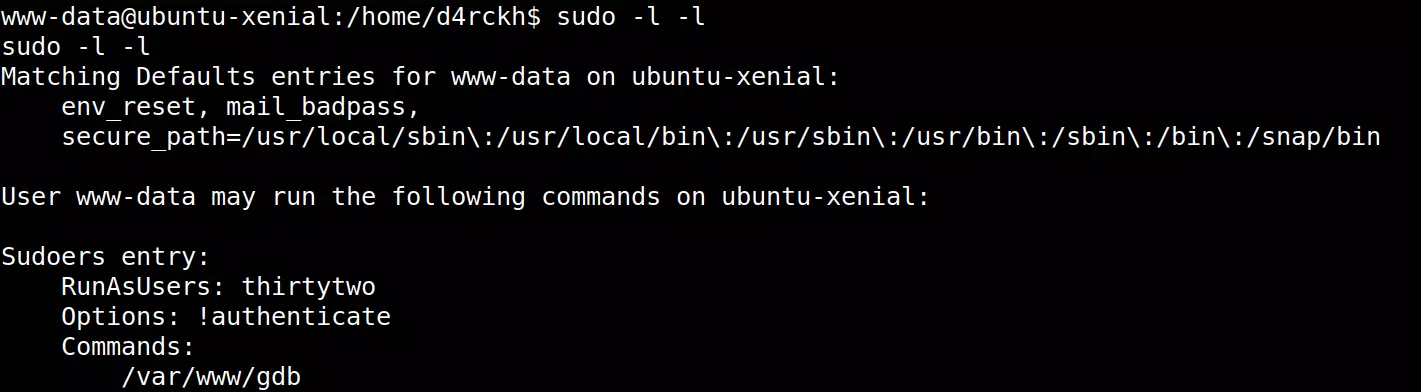 www-data@ubuntu-xenial:/home/d4rckh$ sudo -l -l
sudo -l -l
Matching Defaults entries for www-data on ubuntu-xenial:
    env_reset, mail_badpass,
    secure_path=/usr/local/sbin\:/usr/local/bin\:/usr/sbin\:/usr/bin\:/sbin\:/bin\:/snap/bin

User www-data may run the following commands on ubuntu-xenial:

Sudoers entry:
    RunAsUsers: thirtytwo
    Options: !authenticate
    Commands:
        /var/www/gdb